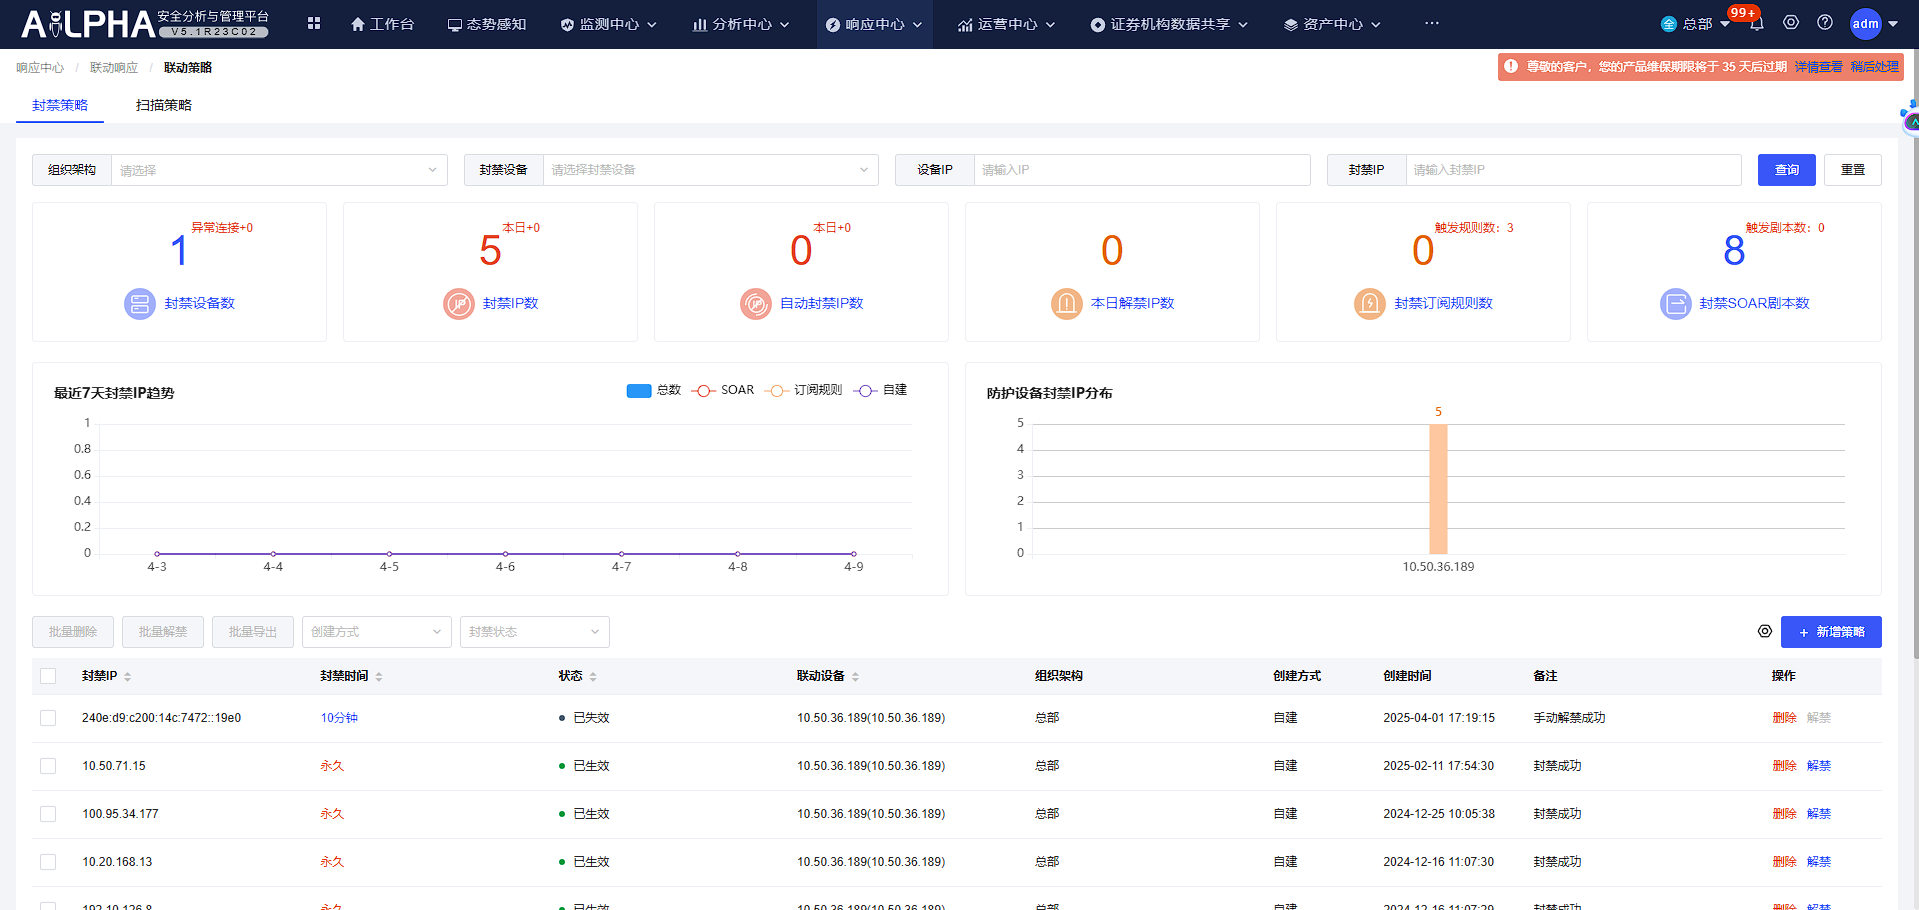 AiLPHA 安全分析与管理平台
V5.1R23C02
工作台 态势感知 监测中心 分析中心 响应中心 运营中心 证券机构数据共享 资产中心 ...
全 总部 99+ adm
响应中心 / 联动响应 / 联动策略
尊敬的客户，您的产品维保期限将于 35 天后过期 详情查看 稍后处理
封禁策略 扫描策略
组织架构 请选择 封禁设备 请选择封禁设备 设备IP 请输入IP 封禁IP 请输入封禁IP 查询 重置
1 异常连接+0
封禁设备数
5 本日+0
封禁IP数
0 本日+0
自动封禁IP数
0
本日解禁IP数
0 触发规则数：3
封禁订阅规则数
8 触发剧本数：0
封禁SOAR剧本数
最近7天封禁IP趋势
总数 SOAR 订阅规则 自建
1
0.8
0.6
0.4
0.2
0
4-3 4-4 4-5 4-6 4-7 4-8 4-9
防护设备封禁IP分布
5
5
4
3
2
1
0
10.50.36.189
批量删除 批量解禁 批量导出 创建方式 封禁状态 + 新增策略
封禁IP 封禁时间 状态 联动设备 组织架构 创建方式 创建时间 备注 操作
240e:d9:c200:14c:7472::19e0 10分钟 已失效 10.50.36.189(10.50.36.189) 总部 自建 2025-04-01 17:19:15 手动解禁成功 删除 解禁
10.50.71.15 永久 已生效 10.50.36.189(10.50.36.189) 总部 自建 2025-02-11 17:54:30 封禁成功 删除 解禁
100.95.34.177 永久 已生效 10.50.36.189(10.50.36.189) 总部 自建 2024-12-25 10:05:38 封禁成功 删除 解禁
10.20.168.13 永久 已生效 10.50.36.189(10.50.36.189) 总部 自建 2024-12-16 11:07:30 封禁成功 删除 解禁
192.10.126.8 永久 已生效 10.50.36.189(10.50.36.189) 总部 自建 2024-12-16 11:07:29 封禁成功 删除 解禁